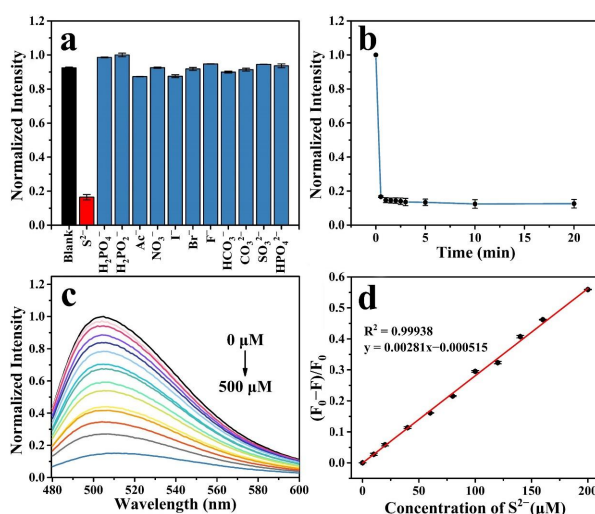 a
Normalized Intensity
1.2
1.0
0.8
0.6
0.4
0.2
0.0
Blank
S²⁻
H₂PO₄⁻
H₂PO₂⁻
Ac⁻
NO₃⁻
I⁻
Br⁻
F⁻
HCO₃⁻
CO₃²⁻
SO₃²⁻
HPO₄²⁻
b
Normalized Intensity
1.2
1.0
0.8
0.6
0.4
0.2
0.0
0 5 10 15 20
Time (min)
c
Normalized Intensity
1.2
1.0
0.8
0.6
0.4
0.2
0.0
0 μM
500 μM
480 500 520 540 560 580 600
Wavelength (nm)
d
(F₀−F)/F₀
0.6
0.5
0.4
0.3
0.2
0.1
0.0
R² = 0.99938
y = 0.00281x−0.000515
0 50 100 150 200
Concentration of S²⁻(μM)